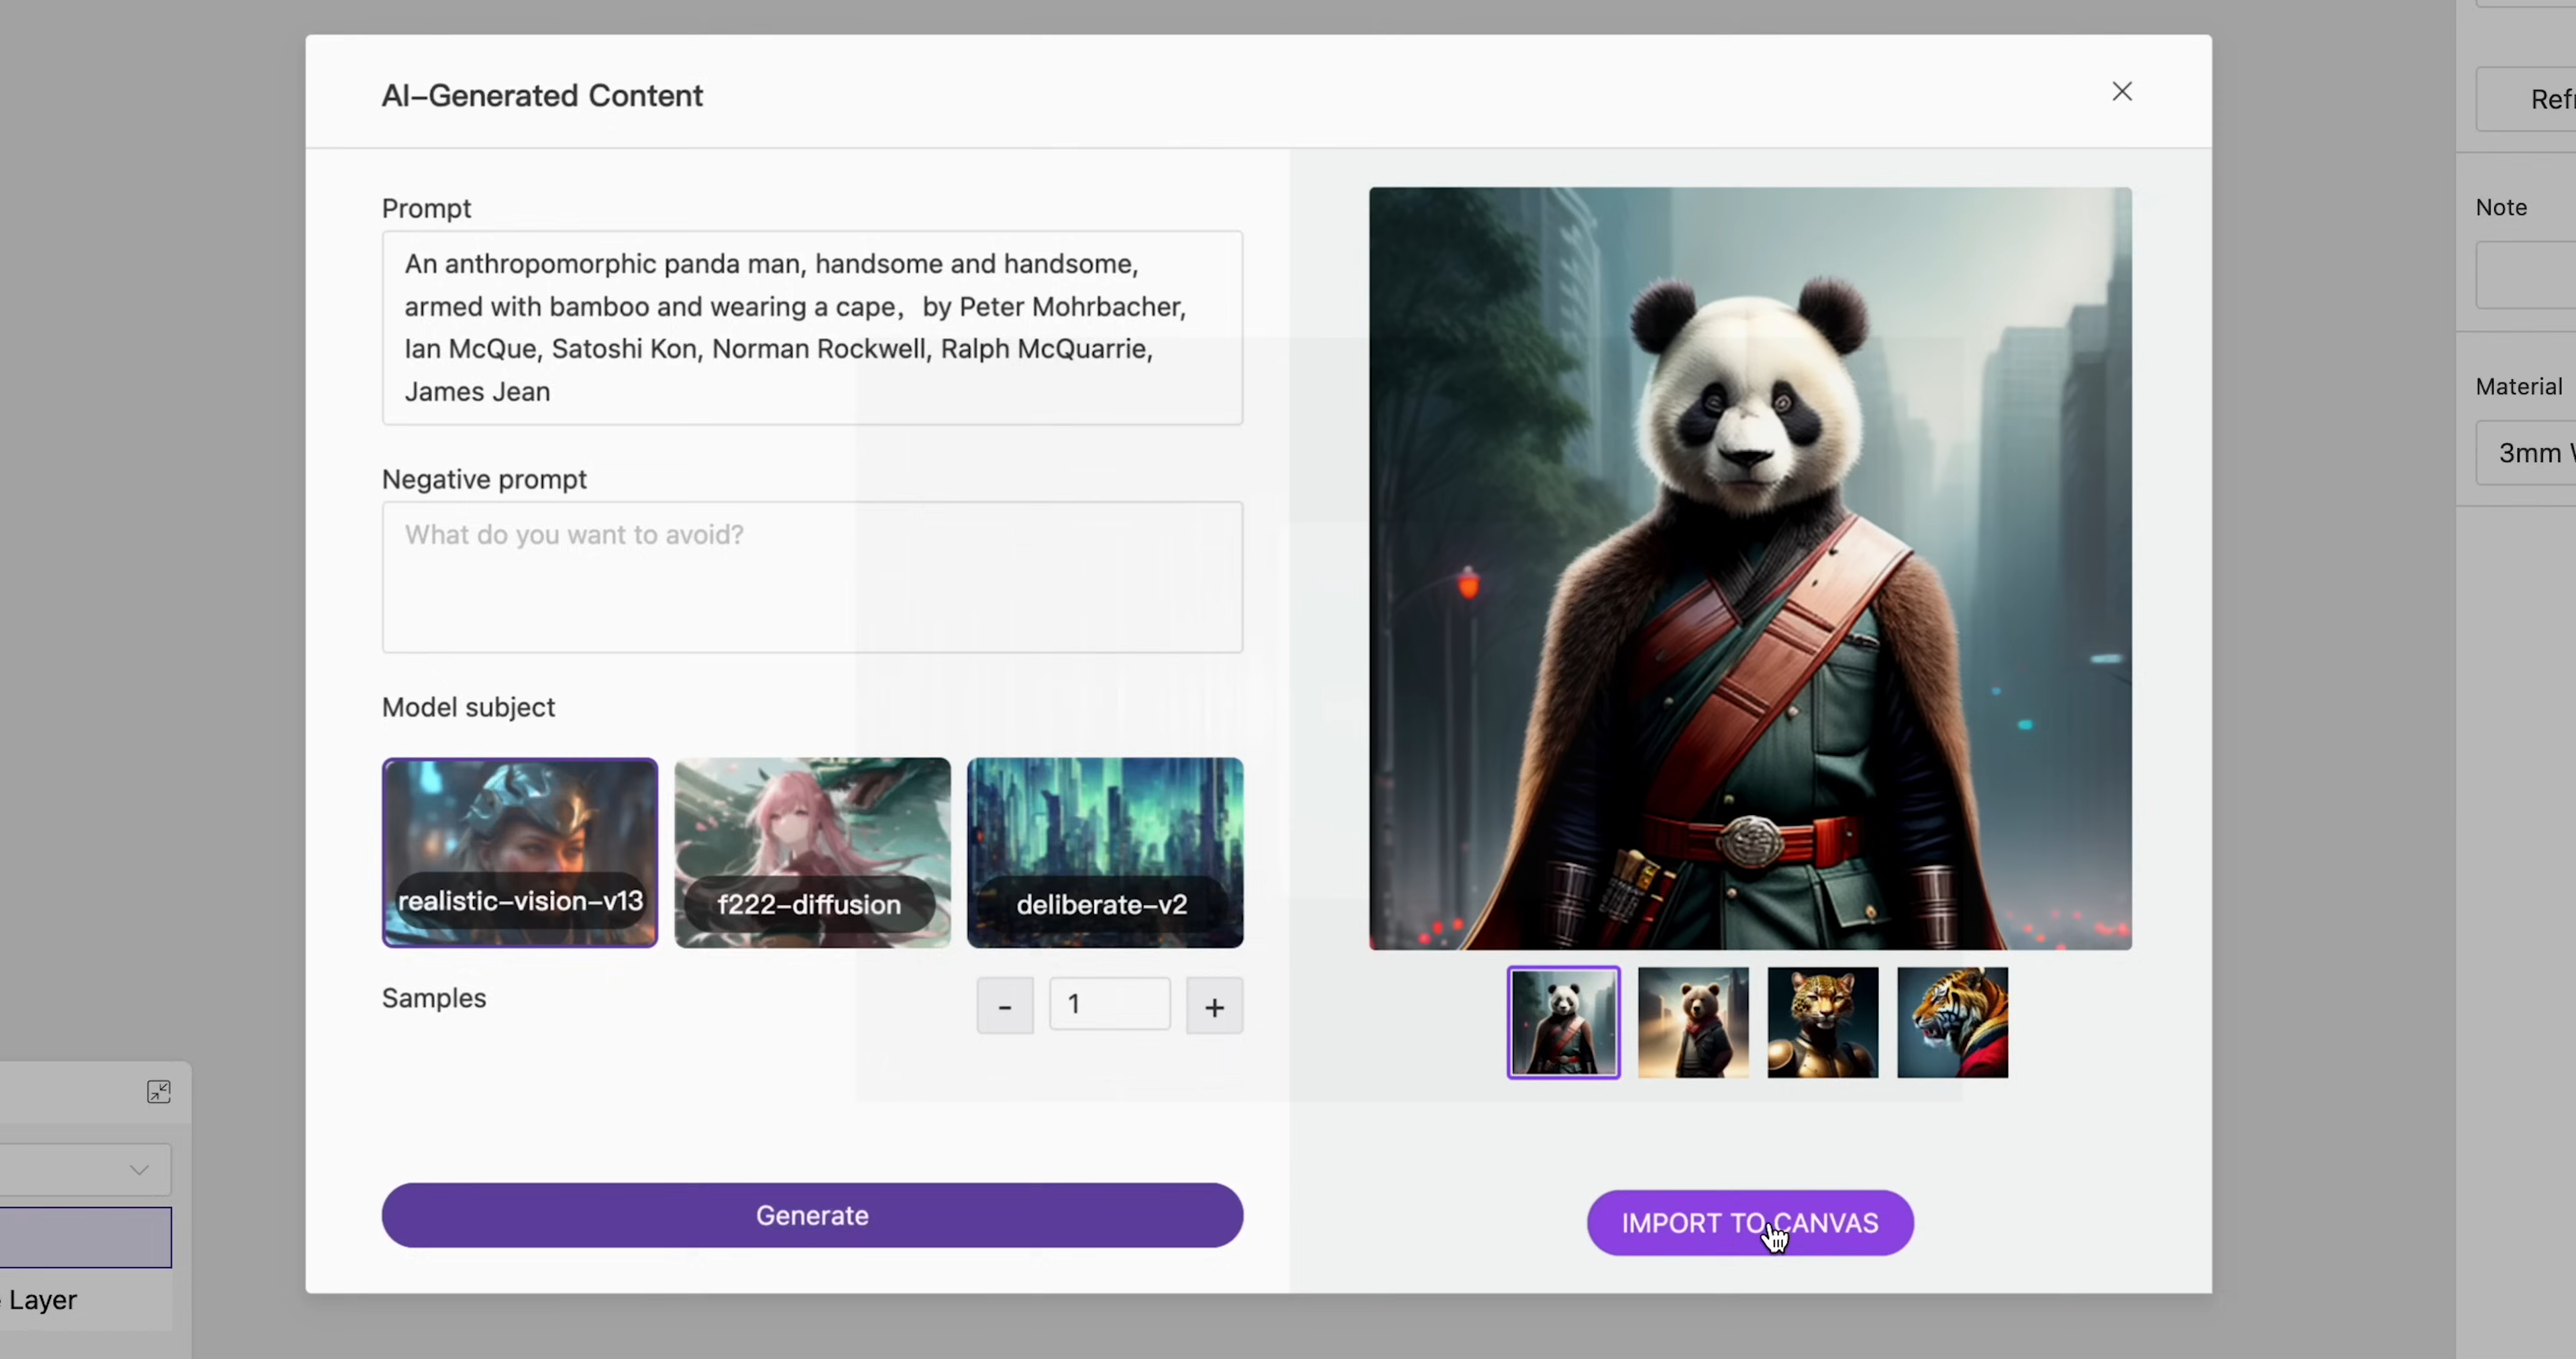 AI-Generated Content
Prompt
An anthropomorphic panda man, handsome and handsome,
armed with bamboo and wearing a cape，by Peter Mohrbacher,
Ian McQue, Satoshi Kon, Norman Rockwell, Ralph McQuarrie,
James Jean
Negative prompt
What do you want to avoid?
Model subject
realistic-vision-v13
f222-diffusion
deliberate-v2
Samples
-
1
+
Generate
IMPORT TO CANVAS
Note
Material
3mm
Layer